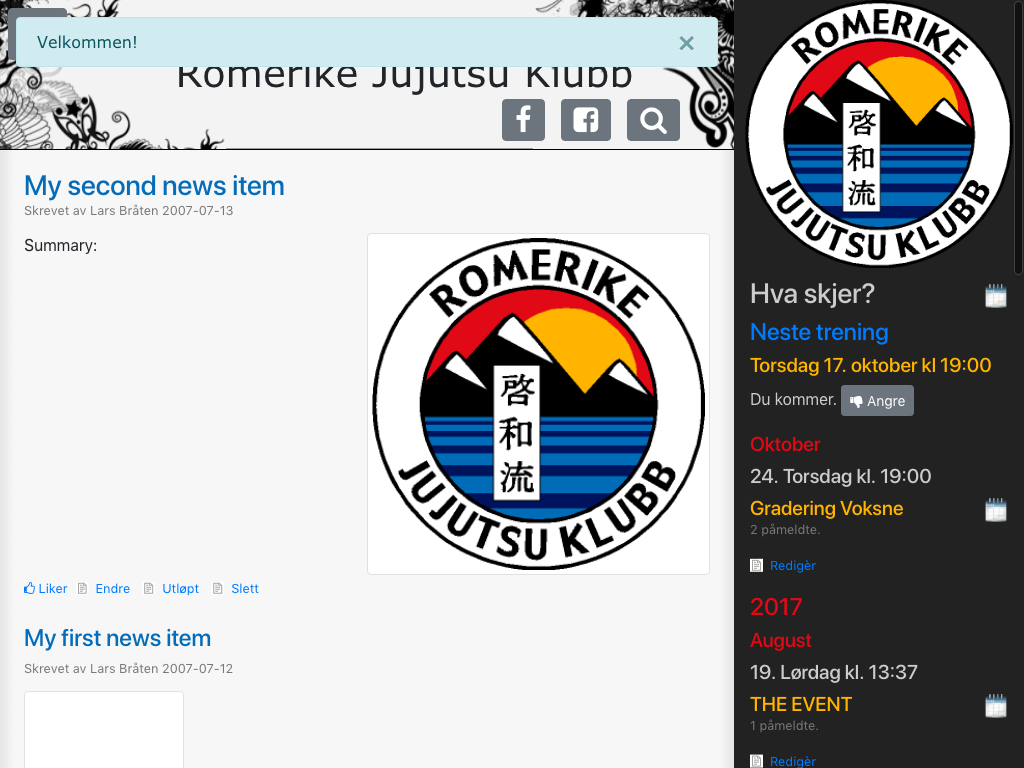 Velkommen!
×
Romerike Jujutsu Klubb
My second news item
Skrevet av Lars Bråten 2007-07-13
Summary:
ROMERIKE
啓和流
JUJUTSU KLUBB
Liker Endre Utløpt Slett
My first news item
Skrevet av Lars Bråten 2007-07-12
ROMERIKE
啓和流
JUJUTSU KLUBB
Hva skjer?
Neste trening
Torsdag 17. oktober kl 19:00
Du kommer. Angre
Oktober
24. Torsdag kl. 19:00
Gradering Voksne
2 påmeldte.
Redigèr
2017
August
19. Lørdag kl. 13:37
THE EVENT
1 påmeldte.
Redigèr